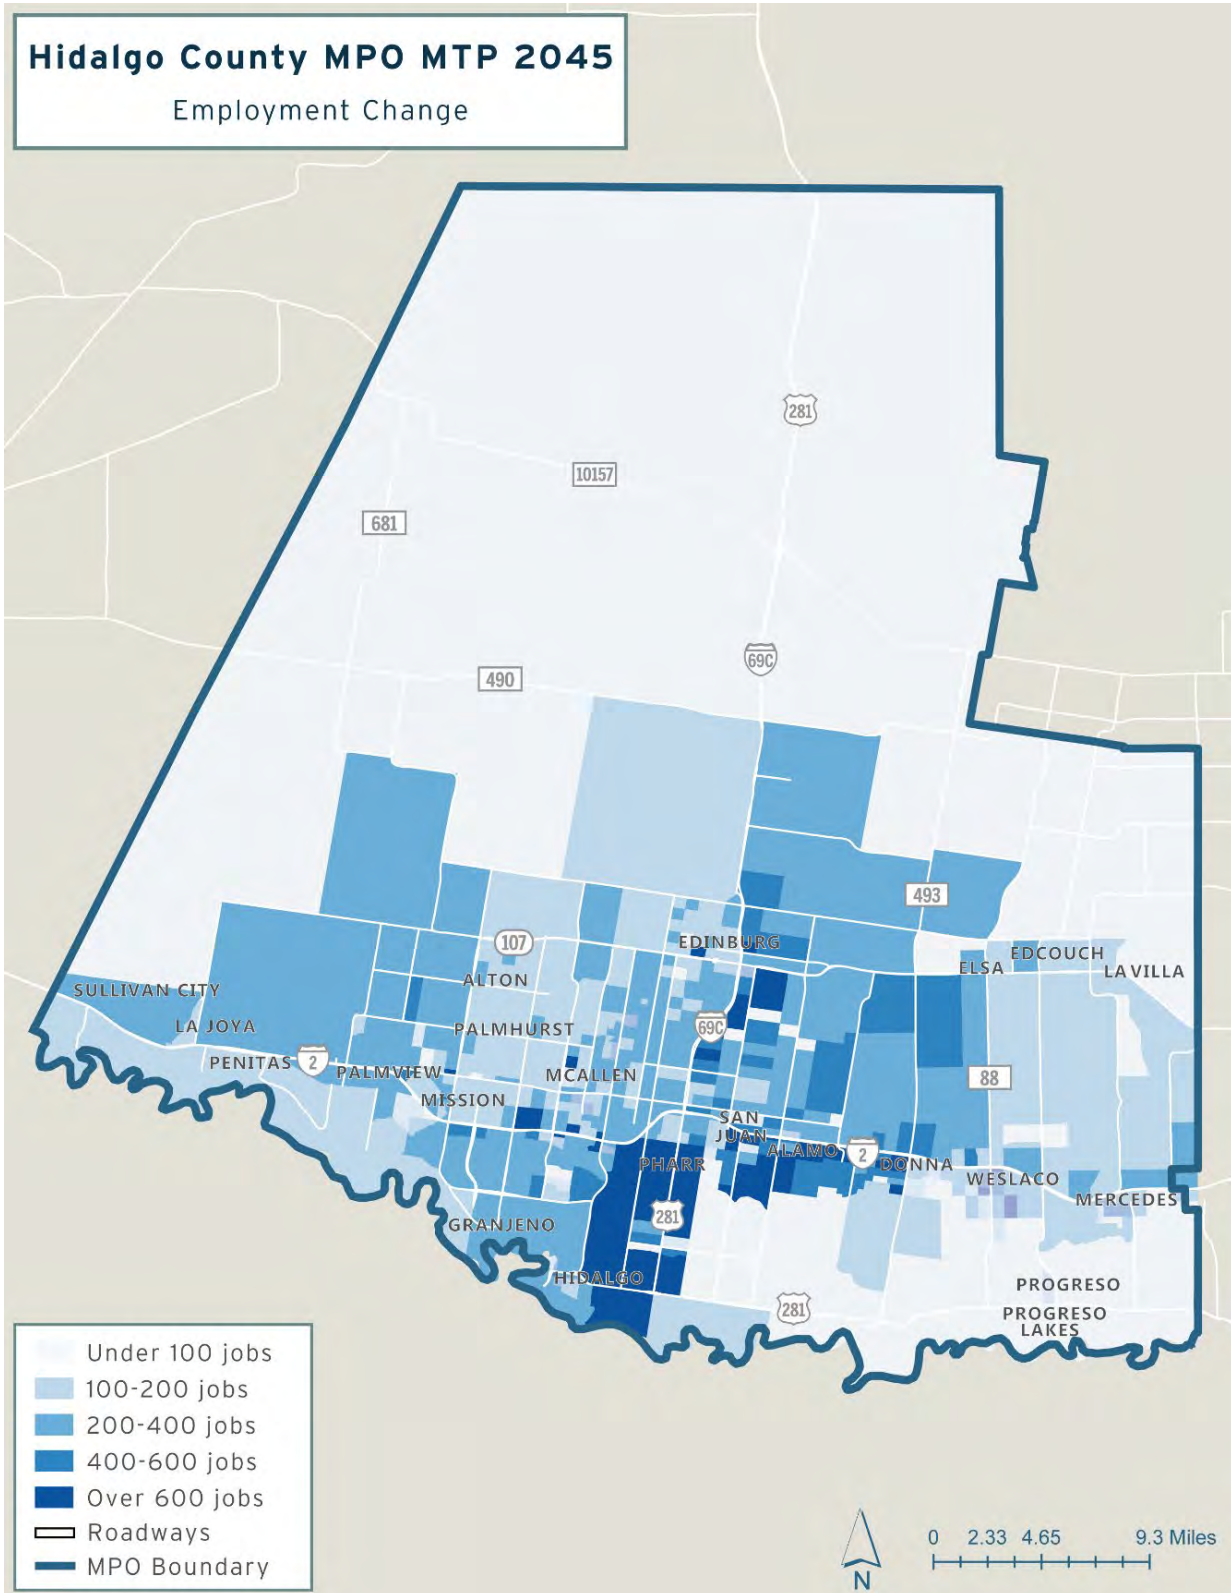 Hidalgo County MPO MTP 2045
Employment Change
281
10157
681
69C
490
493
107
EDINBURG
EDCOUCH
ELSA
LA VILLA
SULLIVAN CITY
ALTON
LA JOYA
PALMHURST
69C
PENITAS
2
PALMVIEW
MCALLEN
88
MISSION
SAN
JUAN
ALAMO
2
DONNA
PHARR
WESLACO
MERCEDES
281
GRANJENO
HIDALGO
281
PROGRESO
PROGRESO
LAKES
Under 100 jobs
100-200 jobs
200-400 jobs
400-600 jobs
Over 600 jobs
Roadways
MPO Boundary
N
0 2.33 4.65 9.3 Miles